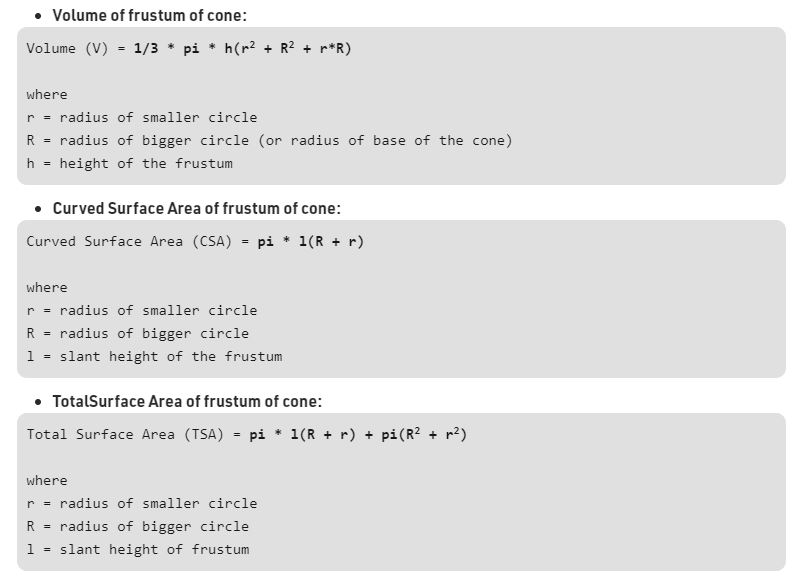 • Volume of frustum of cone:
Volume (V) = 1/3 * pi * h(r² + R² + r*R)
where
r = radius of smaller circle
R = radius of bigger circle (or radius of base of the cone)
h = height of the frustum
• Curved Surface Area of frustum of cone:
Curved Surface Area (CSA) = pi * l(R + r)
where
r = radius of smaller circle
R = radius of bigger circle
l = slant height of the frustum
• TotalSurface Area of frustum of cone:
Total Surface Area (TSA) = pi * l(R + r) + pi(R² + r²)
where
r = radius of smaller circle
R = radius of bigger circle
l = slant height of frustum